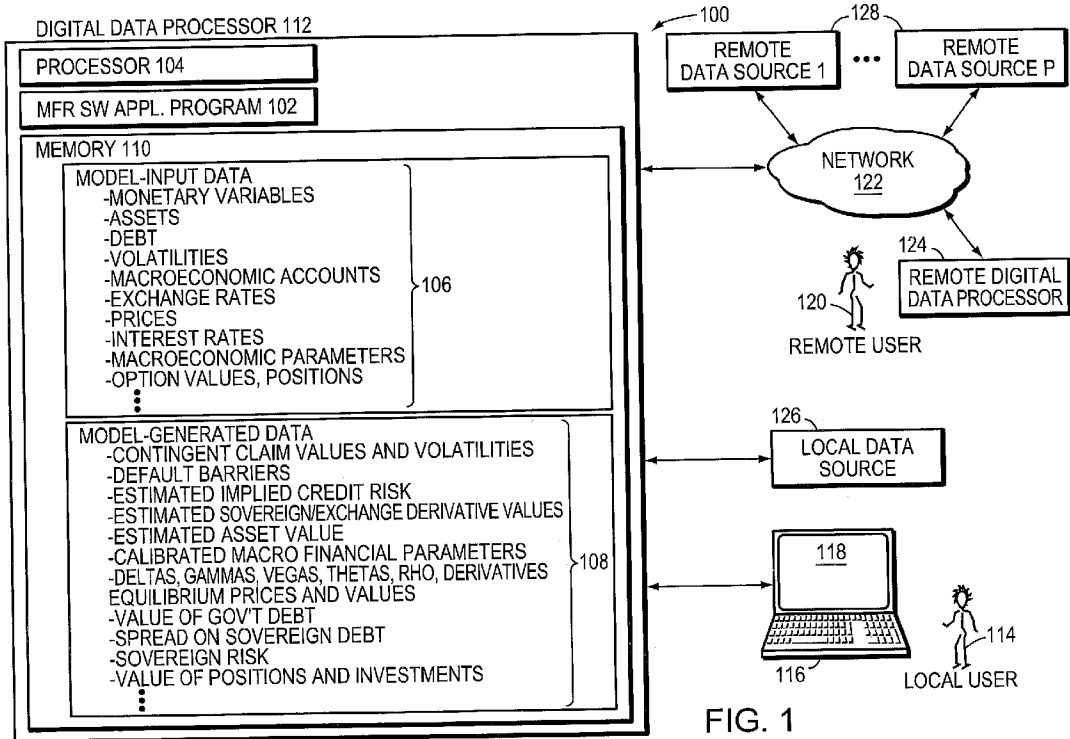 DIGITAL DATA PROCESSOR 112
PROCESSOR 104
MFR SW APPL. PROGRAM 102
MEMORY 110
MODEL-INPUT DATA
-MONETARY VARIABLES
-ASSETS
-DEBT
-VOLATILITIES
-MACROECONOMIC ACCOUNTS
-EXCHANGE RATES
-PRICES
-INTEREST RATES
-MACROECONOMIC PARAMETERS
-OPTION VALUES, POSITIONS
106
MODEL-GENERATED DATA
-CONTINGENT CLAIM VALUES AND VOLATILITIES
-DEFAULT BARRIERS
-ESTIMATED IMPLIED CREDIT RISK
-ESTIMATED SOVEREIGN/EXCHANGE DERIVATIVE VALUES
-ESTIMATED ASSET VALUE
-CALIBRATED MACRO FINANCIAL PARAMETERS
-DELTAS, GAMMAS, VEGAS, THETAS, RHO, DERIVATIVES
EQUILIBRIUM PRICES AND VALUES
-VALUE OF GOV'T DEBT
-SPREAD ON SOVEREIGN DEBT
-SOVEREIGN RISK
-VALUE OF POSITIONS AND INVESTMENTS
108
100
128
REMOTE
DATA SOURCE 1
REMOTE
DATA SOURCE P
NETWORK
122
124
REMOTE DIGITAL
DATA PROCESSOR
120
REMOTE USER
126
LOCAL DATA
SOURCE
118
116
114
LOCAL USER
FIG. 1